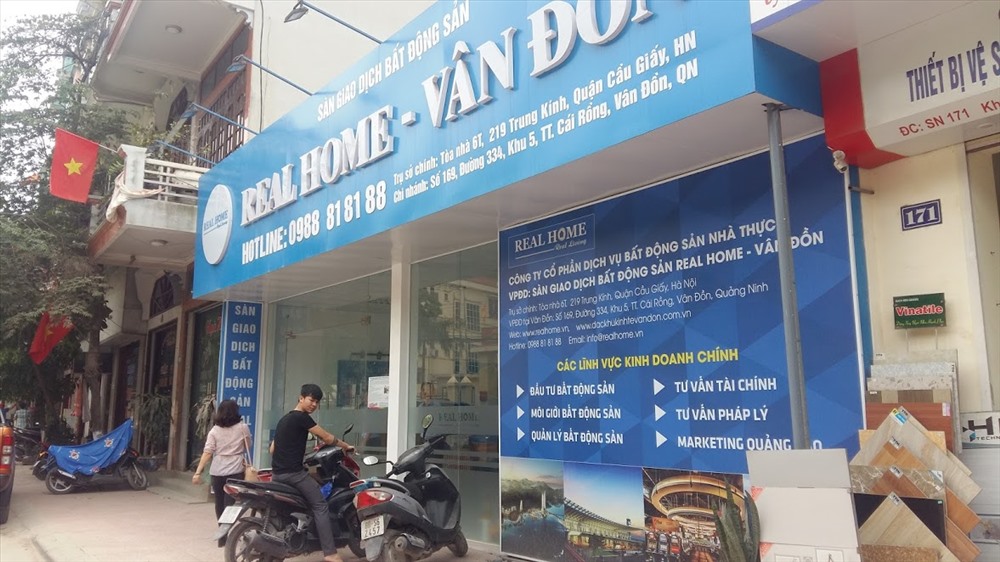 SÀN GIAO DỊCH BẤT ĐỘNG SẢN
REAL HOME - VÂN ĐỒN
HOTLINE: 0988 81 81 88
Trụ sở chính: Tòa nhà 6T, 219 Trung Kính, Quận Cầu Giấy, HN
Chi nhánh: Số 169, Đường 334, Khu 5, TT. Cái Rồng, Vân Đồn, QN
REAL HOME
SÀN
GIAO
DỊCH
BẤT
ĐỘNG
SẢN
REAL HOME
Real Living
CÔNG TY CỔ PHẦN DỊCH VỤ BẤT ĐỘNG SẢN NHÀ THỰC
VPĐD: SÀN GIAO DỊCH BẤT ĐỘNG SẢN REAL HOME - VÂN ĐỒN
Trụ sở chính: Tòa nhà 6T, 219 Trung Kính, Quận Cầu Giấy, Hà Nội
VPĐD tại Vân Đồn: Số 169, Đường 334, Khu 5, TT. Cái Rồng, Vân Đồn, Quảng Ninh
Web: www.realhome.vn, www.dackhukinhtevandon.com.vn
Hotline: 0988 81 81 88 Email: info@realhome.vn
CÁC LĨNH VỰC KINH DOANH CHÍNH
ĐẦU TƯ BẤT ĐỘNG SẢN
TƯ VẤN TÀI CHÍNH
MÔI GIỚI BẤT ĐỘNG SẢN
TƯ VẤN PHÁP LÝ
QUẢN LÝ BẤT ĐỘNG SẢN
MARKETING QUẢNG
THIẾT BỊ VỆ S
ĐC: SN 171 Kh
171
Vinatile